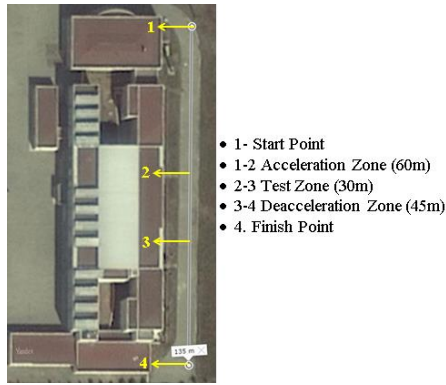 1
2
3
4
135 m
Yandex
• 1- Start Point
• 1-2 Acceleration Zone (60m)
• 2-3 Test Zone (30m)
• 3-4 Deacceleration Zone (45m)
• 4. Finish Point